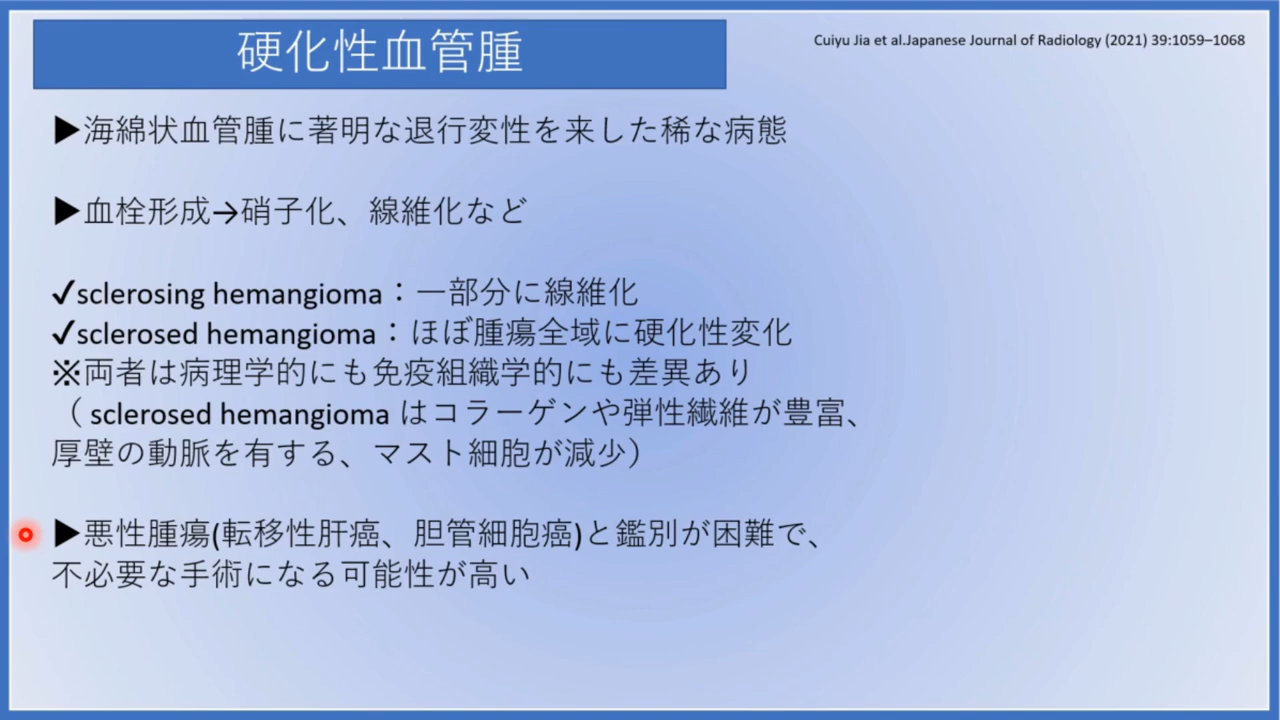 硬化性血管腫
Cuiyu Jia et al.Japanese Journal of Radiology (2021) 39:1059–1068
▶海綿状血管腫に著明な退行変性を来した稀な病態
▶血栓形成→硝子化、線維化など
✓sclerosing hemangioma：一部分に線維化
✓sclerosed hemangioma：ほぼ腫瘍全域に硬化性変化
※両者は病理学的にも免疫組織学的にも差異あり
（ sclerosed hemangioma はコラーゲンや弾性繊維が豊富、
厚壁の動脈を有する、マスト細胞が減少）
▶悪性腫瘍(転移性肝癌、胆管細胞癌)と鑑別が困難で、
不必要な手術になる可能性が高い